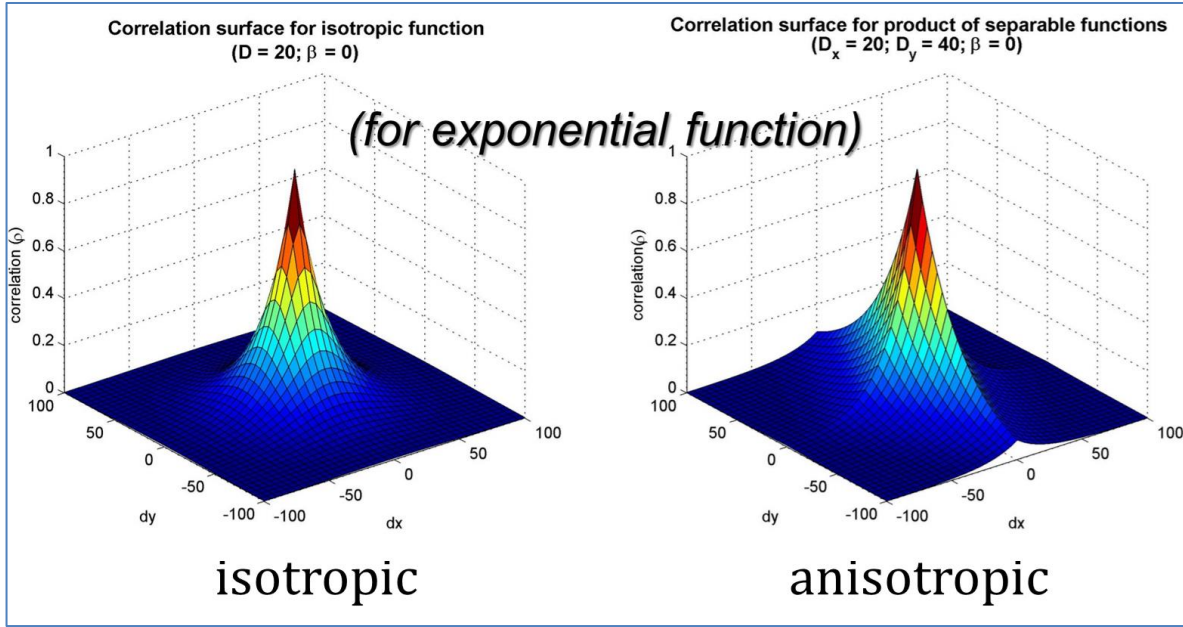 Correlation surface for isotropic function
(D = 20; β = 0)
Correlation surface for product of separable functions
(D_x = 20; D_y = 40; β = 0)
(for exponential function)
1
0.8
0.6
0.4
0.2
0
correlation (ρ)
100
50
0
-50
-100
dy
-100
-50
0
50
100
dx
1
0.8
0.6
0.4
0.2
0
correlation(ρ)
100
50
0
-50
-100
dy
-100
-50
0
50
100
dx
isotropic
anisotropic